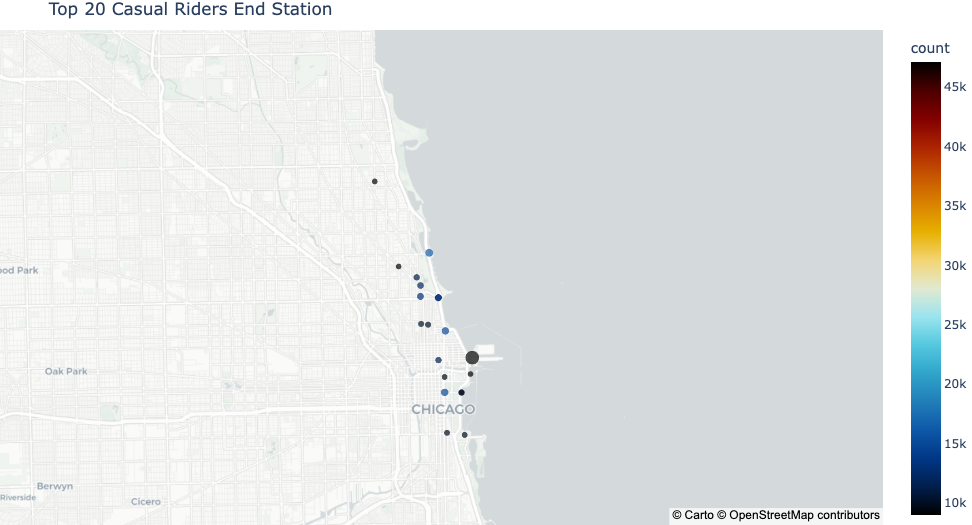 Top 20 Casual Riders End Station
count
45k
40k
35k
30k
25k
20k
15k
10k
ood Park
Oak Park
CHICAGO
Berwyn
Riverside
Cicero
© Carto © OpenStreetMap contributors